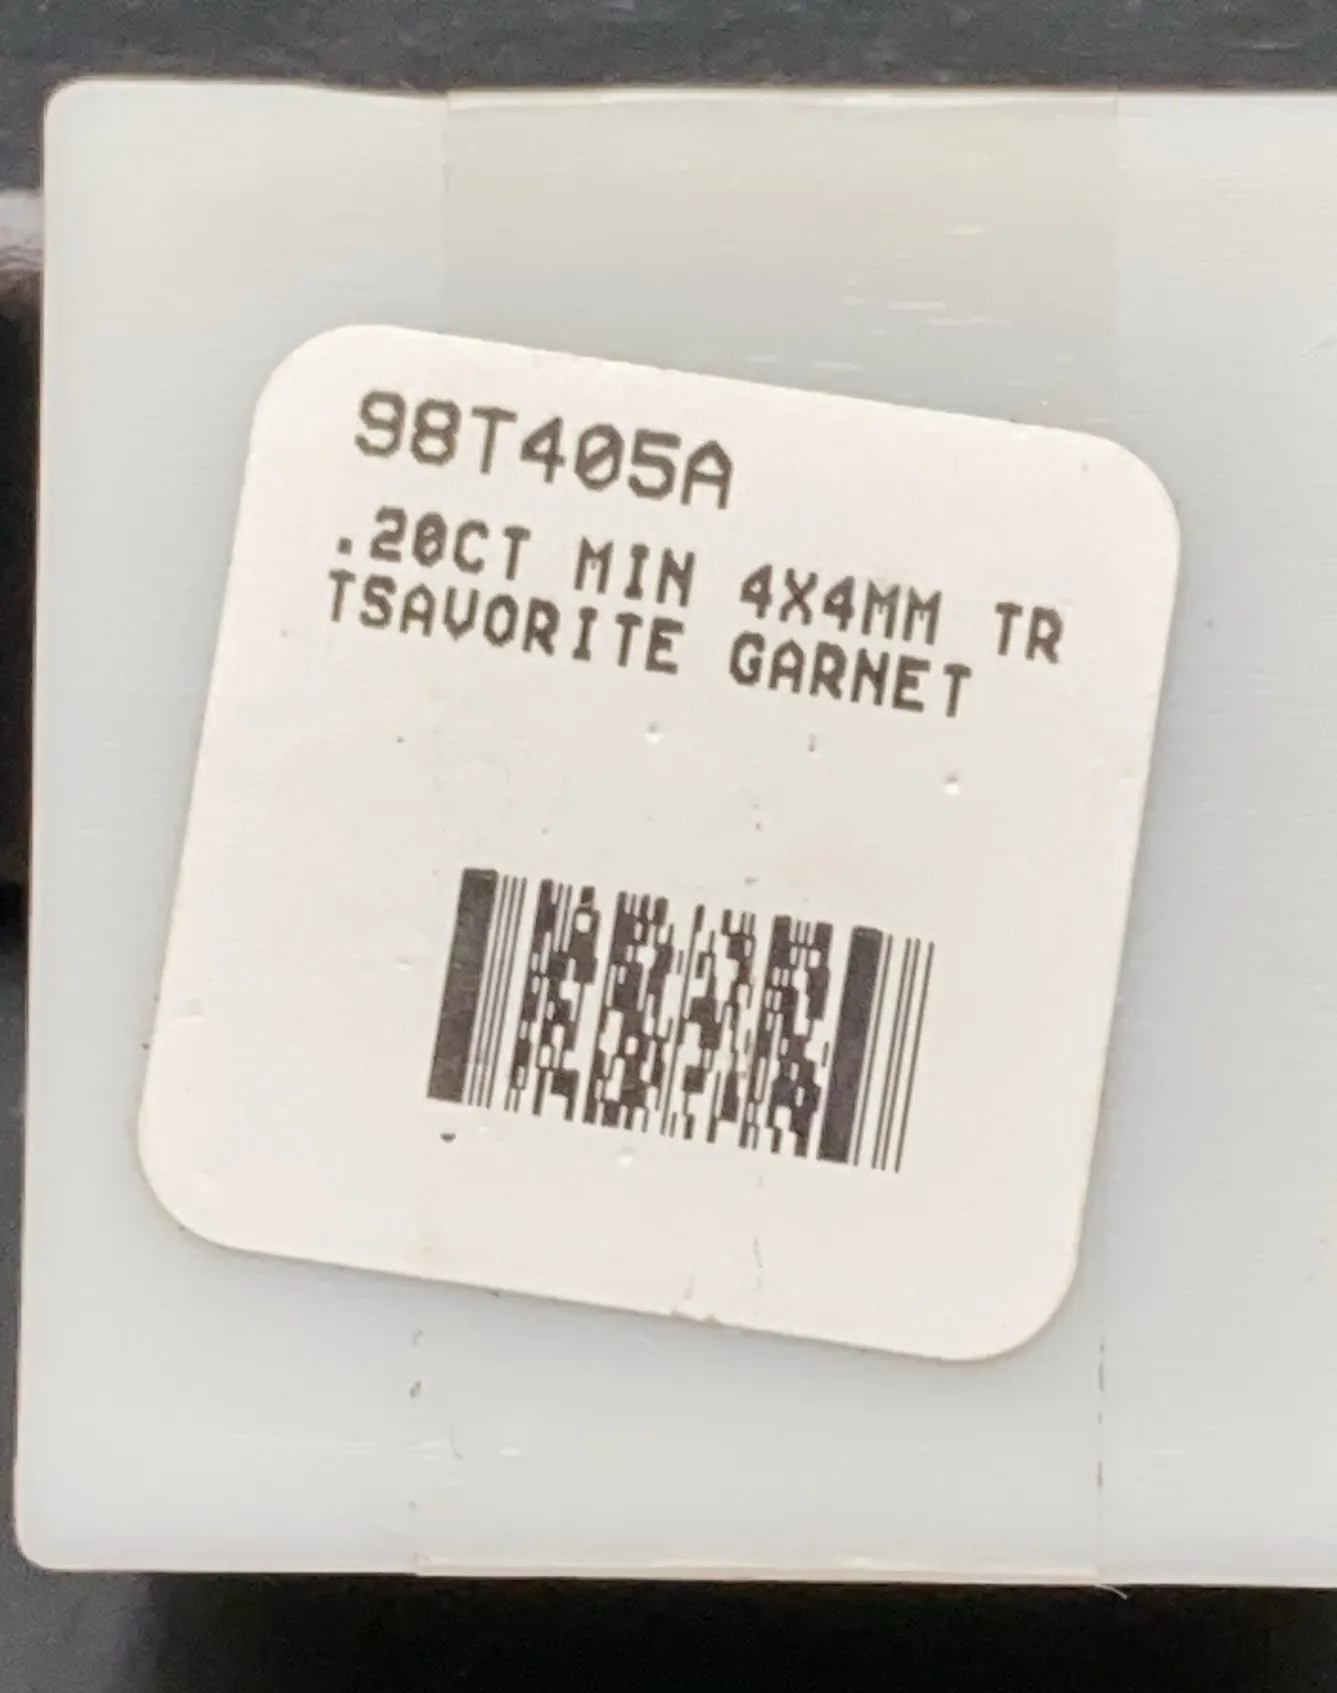 98T405A
.20CT MIN 4X4MM TR
TSAVORITE GARNET